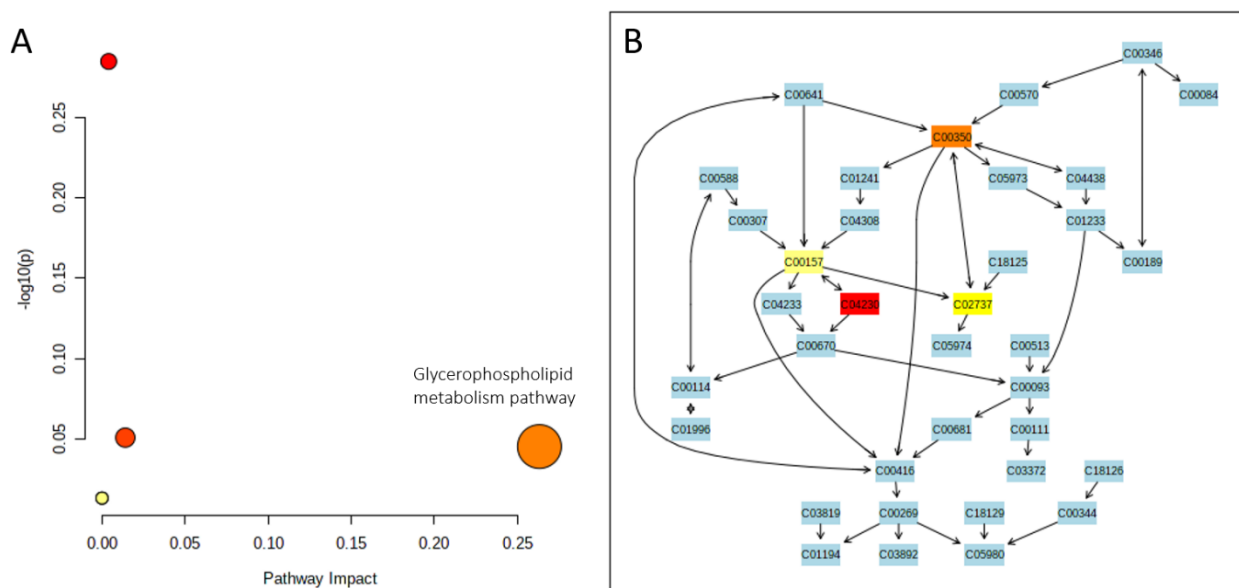 A
-log10(p)
0.25
0.20
0.15
0.10
0.05
Glycerophospholipid
metabolism pathway
0.00 0.05 0.10 0.15 0.20 0.25
Pathway Impact
B
C00346
C00641 C00570 C00084
C00350
C00588 C01241 C05973 C04438
C00307 C04308 C01233
C00157 C18125 C00189
C04233 C04230 C02737
C00670 C05974 C00513
C00114 C00093
C01996 C00681 C00111
C00416 C03372 C18126
C03819 C00269 C18129 C00344
C01194 C03892 C05980